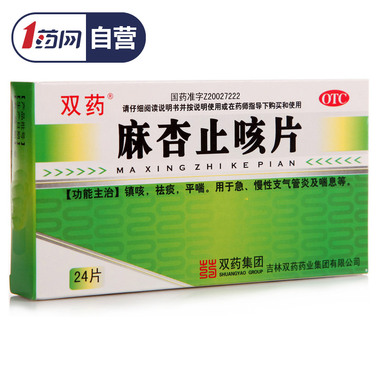 1药网 自营
双药®
国药准字Z20027222
请仔细阅读说明书并按说明使用或在药师指导下购买和使用
OTC
麻杏止咳片
MA XING ZHI KE PIAN
【功能主治】镇咳，祛痰，平喘。用于急、慢性支气管炎及喘息等。
24片
双药集团
SHUANGYAO GROUP
吉林双药药业集团有限公司